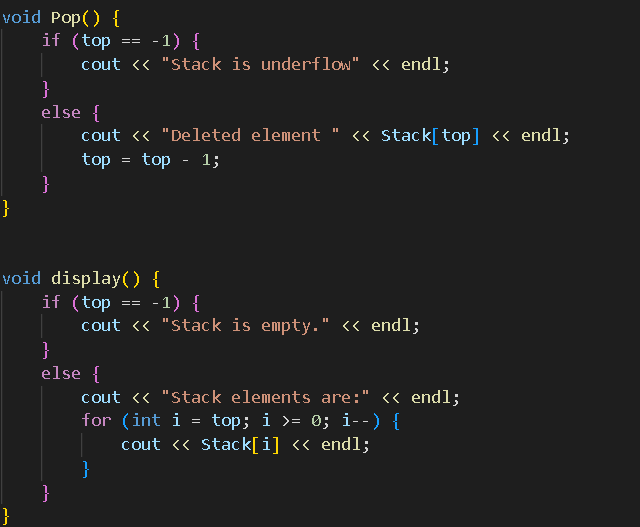 void Pop() {
    if (top == -1) {
        cout << "Stack is underflow" << endl;
    }
    else {
        cout << "Deleted element " << Stack[top] << endl;
        top = top - 1;
    }
}
void display() {
    if (top == -1) {
        cout << "Stack is empty." << endl;
    }
    else {
        cout << "Stack elements are:" << endl;
        for (int i = top; i >= 0; i--) {
            cout << Stack[i] << endl;
        }
    }
}